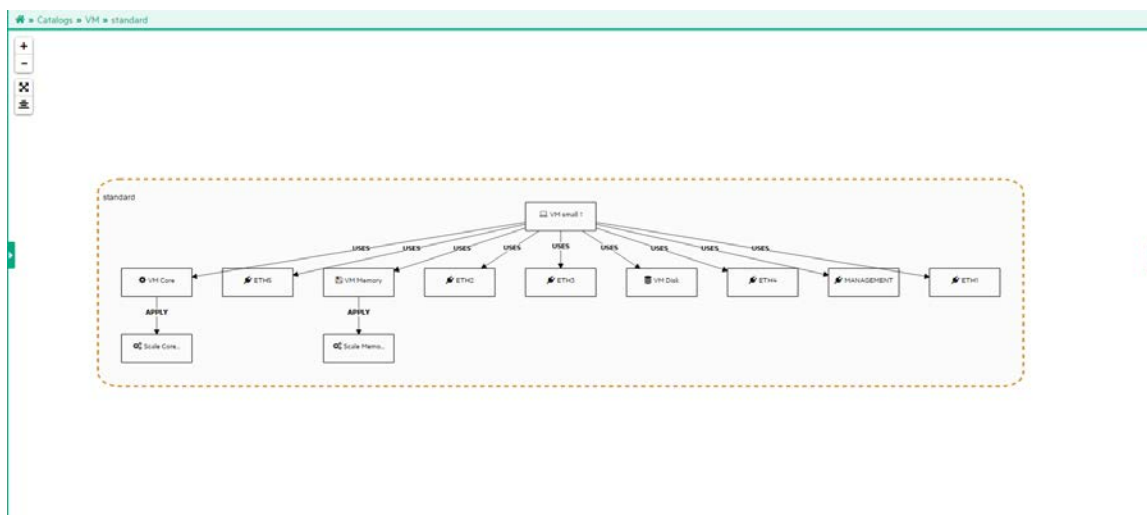 » Catalogs » VM » standard
+
-
standard
VM small 1
USES USES USES USES USES USES USES USES USES
VM Core ETH5 VM Memory ETH2 ETH3 VM Disk ETH4 MANAGEMENT ETH1
APPLY APPLY
Scale Core... Scale Memo...